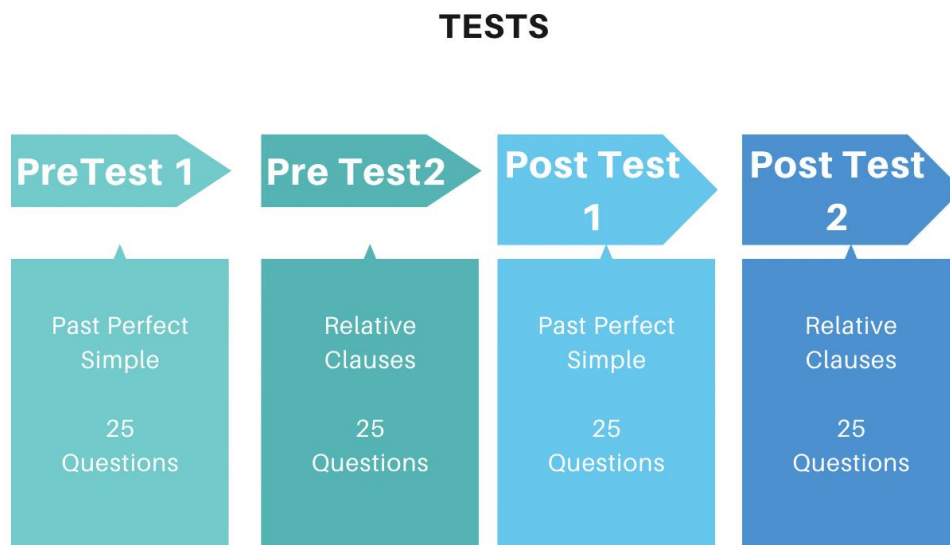 TESTS
PreTest 1
Pre Test2
Post Test
1
Post Test
2
Past Perfect
Simple
25
Questions
Relative
Clauses
25
Questions
Past Perfect
Simple
25
Questions
Relative
Clauses
25
Questions